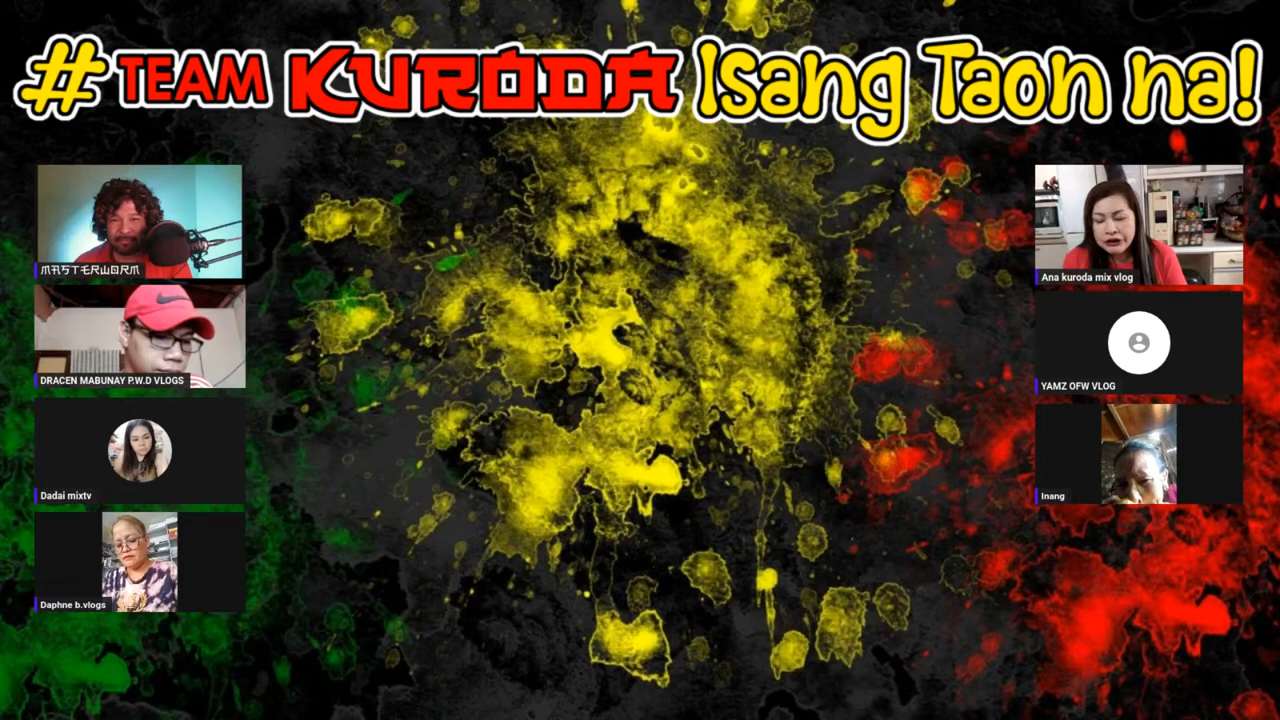 # TEAM KURODA Isang Taon na!
MASTERWORM
DRACEN MABUNAY P.W.D VLOGS
Dadai mixtv
Daphne b.vlogs
Ana kuroda mix vlog
YAMZ OFW VLOG
Inang